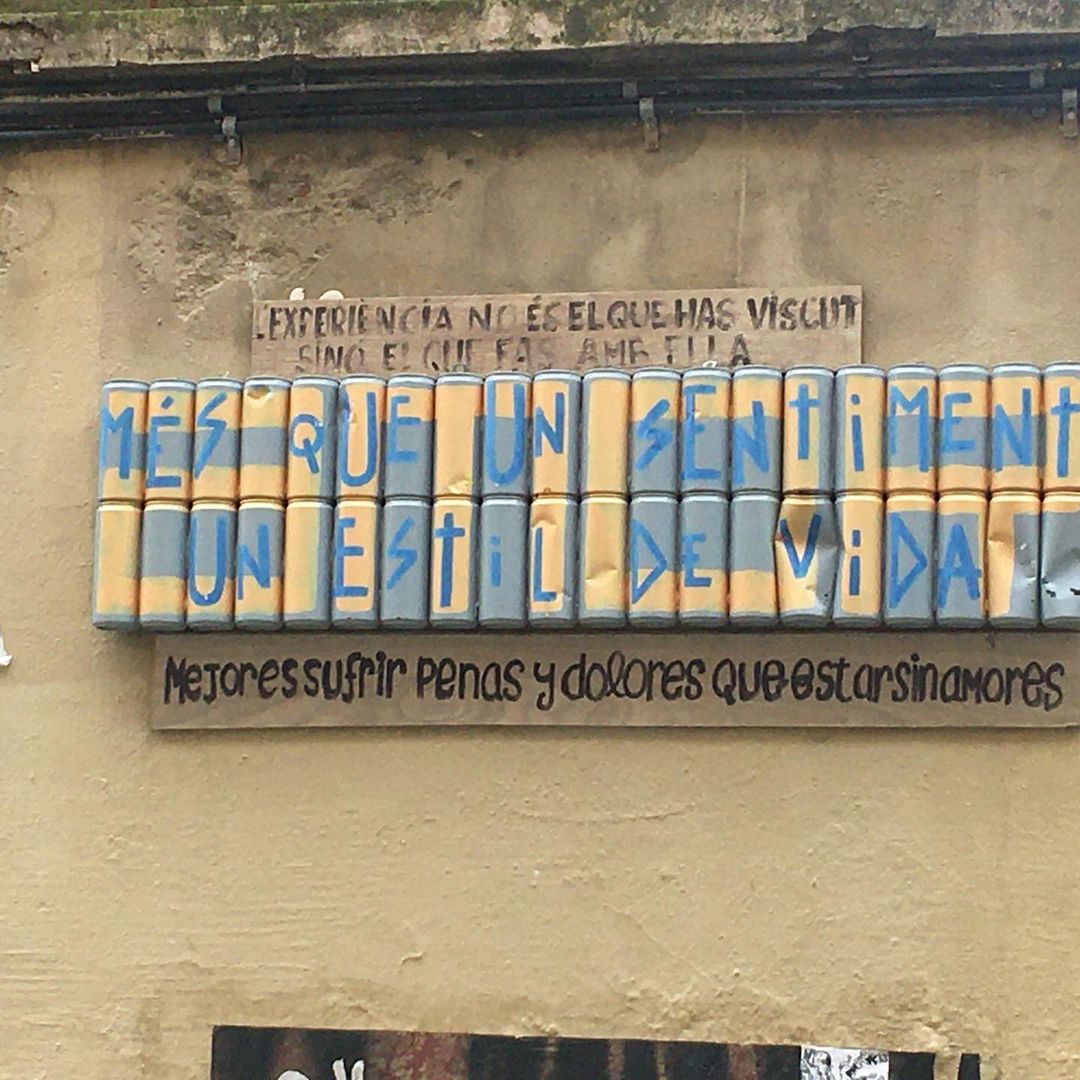 L'EXPERIÈNCIA NO ÉS EL QUE HAS VISCUT
SINO EL QUE FAS AMB ELLA
MÉS QUE UN SENTIMENT
UN ESTIL DE VIDA
Mejor es sufrir penas y dolores que estar sin amores